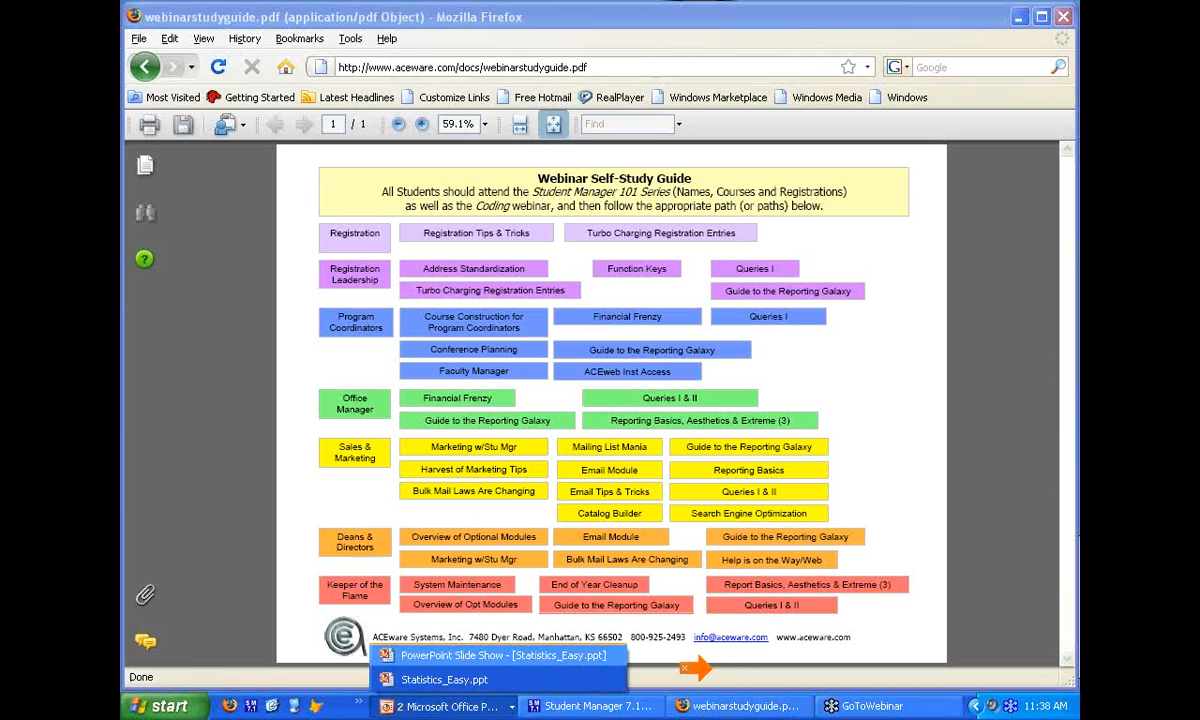 webinarstudyguide.pdf (application/pdf Object) - Mozilla Firefox
File Edit View History Bookmarks Tools Help
http://www.aceware.com/docs/webinarstudyguide.pdf
G Google
Most Visited Getting Started Latest Headlines Customize Links Free Hotmail RealPlayer Windows Marketplace Windows Media Windows
1 / 1 59.1% Find
Webinar Self-Study Guide
All Students should attend the Student Manager 101 Series (Names, Courses and Registrations)
as well as the Coding webinar, and then follow the appropriate path (or paths) below.
Registration Registration Tips & Tricks Turbo Charging Registration Entries
Registration Leadership Address Standardization Function Keys Queries I
Turbo Charging Registration Entries Guide to the Reporting Galaxy
Program Coordinators Course Construction for Program Coordinators Financial Frenzy Queries I
Conference Planning Guide to the Reporting Galaxy
Faculty Manager ACEweb Inst Access
Office Manager Financial Frenzy Queries I & II
Guide to the Reporting Galaxy Reporting Basics, Aesthetics & Extreme (3)
Sales & Marketing Marketing w/Stu Mgr Mailing List Mania Guide to the Reporting Galaxy
Harvest of Marketing Tips Email Module Reporting Basics
Bulk Mail Laws Are Changing Email Tips & Tricks Queries I & II
Catalog Builder Search Engine Optimization
Deans & Directors Overview of Optional Modules Email Module Guide to the Reporting Galaxy
Marketing w/Stu Mgr Bulk Mail Laws Are Changing Help is on the Way/Web
Keeper of the Flame System Maintenance End of Year Cleanup Report Basics, Aesthetics & Extreme (3)
Overview of Opt Modules Guide to the Reporting Galaxy Queries I & II
ACEware Systems, Inc. 7480 Dyer Road, Manhattan, KS 66502 800-925-2493 info@aceware.com www.aceware.com
PowerPoint Slide Show - [Statistics_Easy.ppt]
Statistics_Easy.ppt
Done
start 2 Microsoft Office P... Student Manager 7.1... webinarstudyguide.p... GoToWebinar 11:38 AM